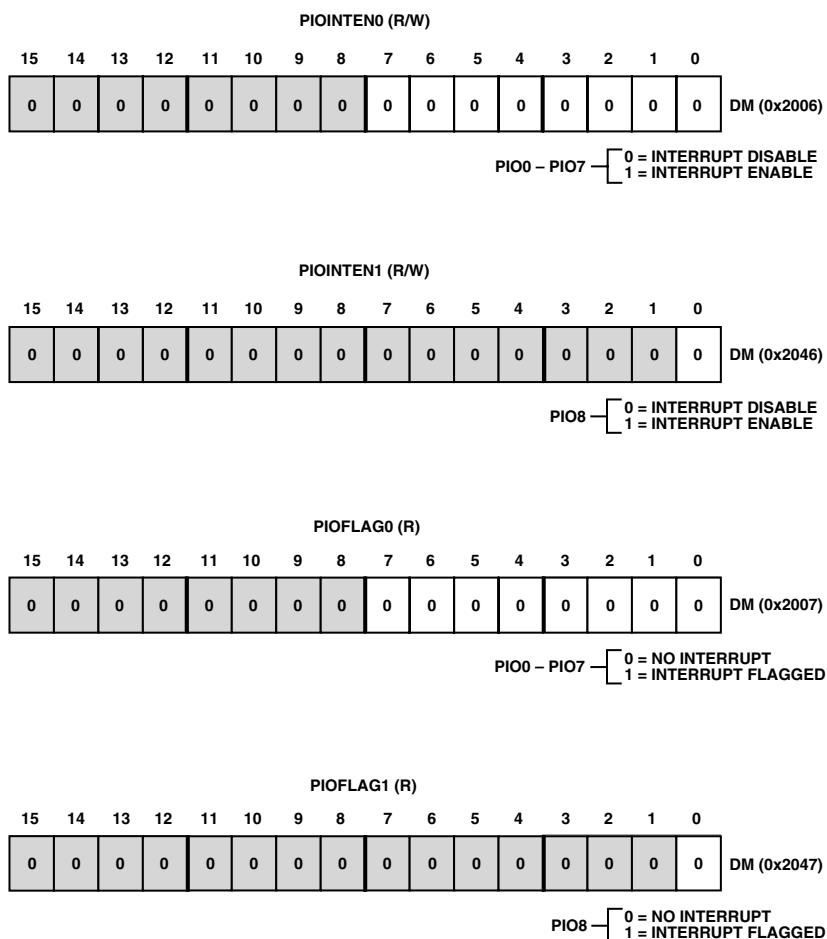 PIOINTEN0 (R/W)
15 14 13 12 11 10 9 8 7 6 5 4 3 2 1 0
0 0 0 0 0 0 0 0 0 0 0 0 0 0 0 0 DM (0x2006)
PIO0 – PIO7 0 = INTERRUPT DISABLE
1 = INTERRUPT ENABLE
PIOINTEN1 (R/W)
15 14 13 12 11 10 9 8 7 6 5 4 3 2 1 0
0 0 0 0 0 0 0 0 0 0 0 0 0 0 0 0 DM (0x2046)
PIO8 0 = INTERRUPT DISABLE
1 = INTERRUPT ENABLE
PIOFLAG0 (R)
15 14 13 12 11 10 9 8 7 6 5 4 3 2 1 0
0 0 0 0 0 0 0 0 0 0 0 0 0 0 0 0 DM (0x2007)
PIO0 – PIO7 0 = NO INTERRUPT
1 = INTERRUPT FLAGGED
PIOFLAG1 (R)
15 14 13 12 11 10 9 8 7 6 5 4 3 2 1 0
0 0 0 0 0 0 0 0 0 0 0 0 0 0 0 0 DM (0x2047)
PIO8 0 = NO INTERRUPT
1 = INTERRUPT FLAGGED